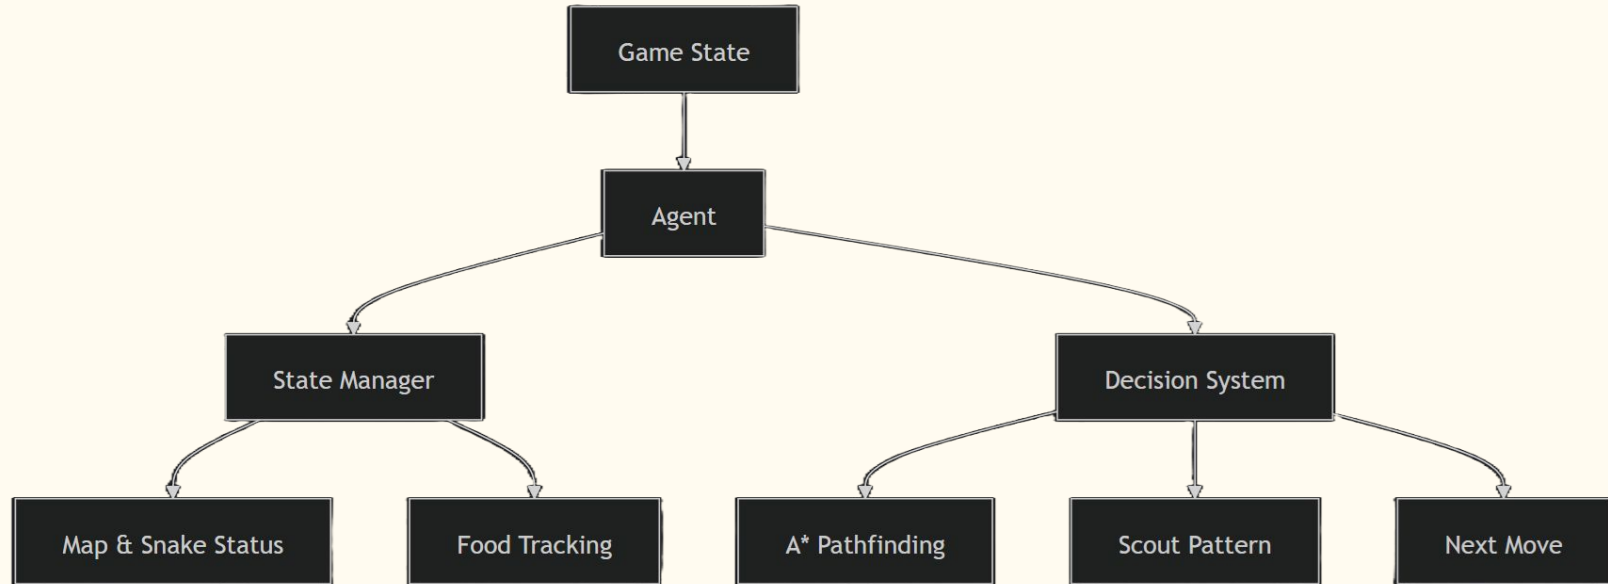 Game State
Agent
State Manager
Decision System
Map & Snake Status
Food Tracking
A* Pathfinding
Scout Pattern
Next Move